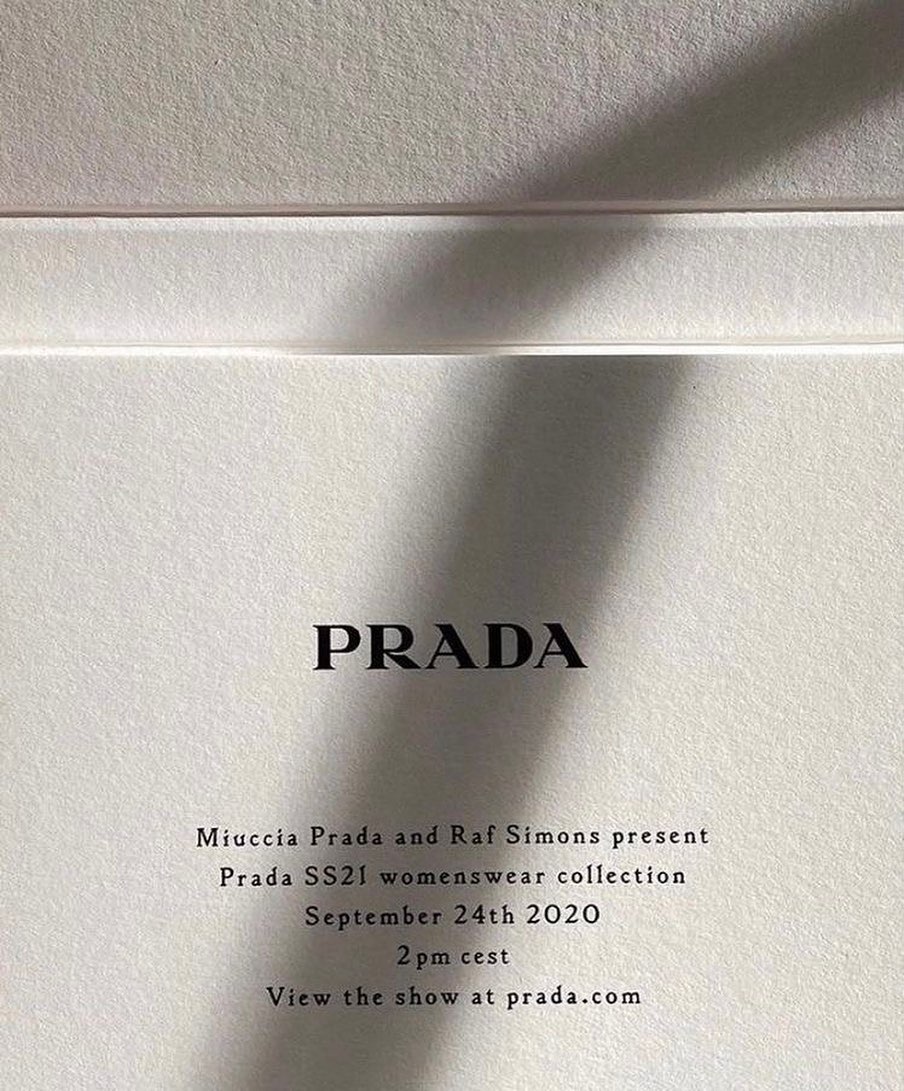 PRADA
Miuccia Prada and Raf Simons present
Prada SS21 womenswear collection
September 24th 2020
2pm cest
View the show at prada.com